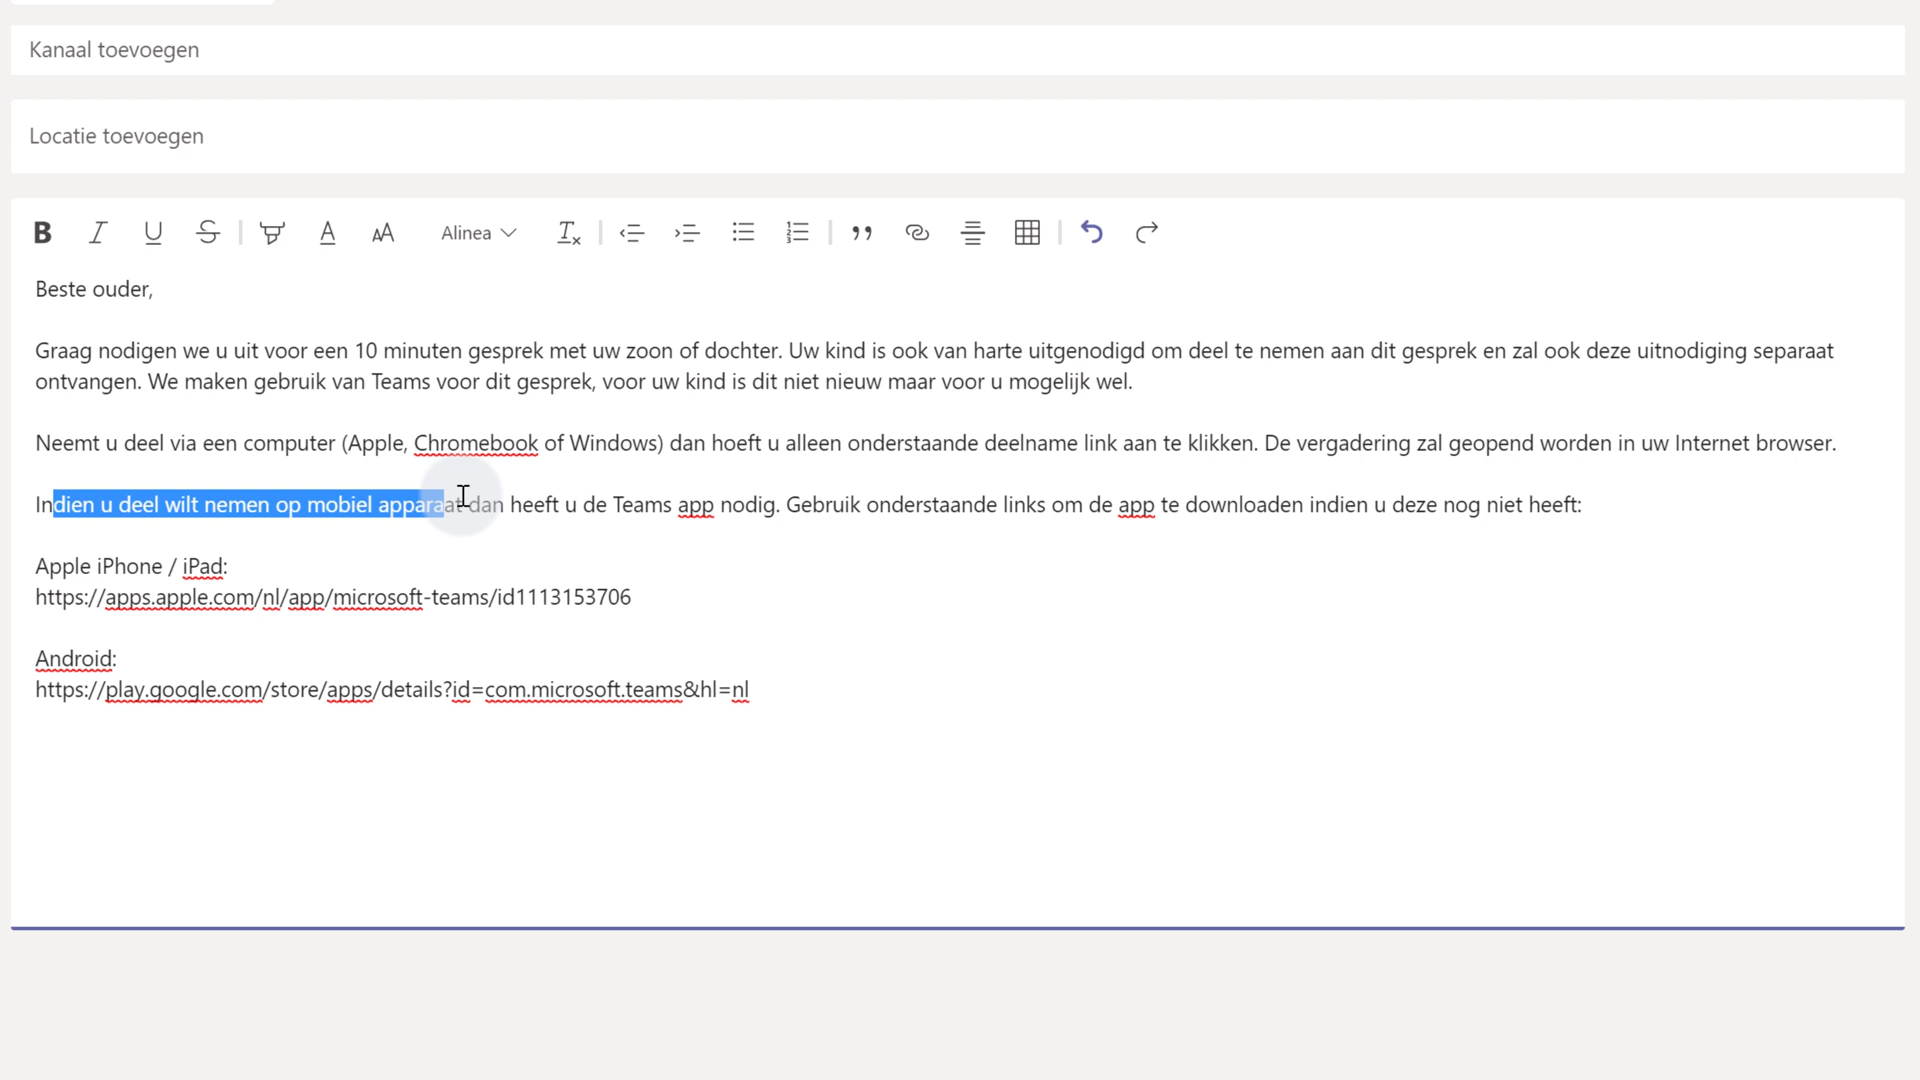 Kanaal toevoegen
Locatie toevoegen
B I U S A AA Alinea Tx
Beste ouder,
Graag nodigen we u uit voor een 10 minuten gesprek met uw zoon of dochter. Uw kind is ook van harte uitgenodigd om deel te nemen aan dit gesprek en zal ook deze uitnodiging separaat
ontvangen. We maken gebruik van Teams voor dit gesprek, voor uw kind is dit niet nieuw maar voor u mogelijk wel.
Neemt u deel via een computer (Apple, Chromebook of Windows) dan hoeft u alleen onderstaande deelname link aan te klikken. De vergadering zal geopend worden in uw Internet browser.
Indien u deel wilt nemen op mobiel apparaat dan heeft u de Teams app nodig. Gebruik onderstaande links om de app te downloaden indien u deze nog niet heeft:
Apple iPhone / iPad:
https://apps.apple.com/nl/app/microsoft-teams/id1113153706
Android:
https://play.google.com/store/apps/details?id=com.microsoft.teams&hl=nl